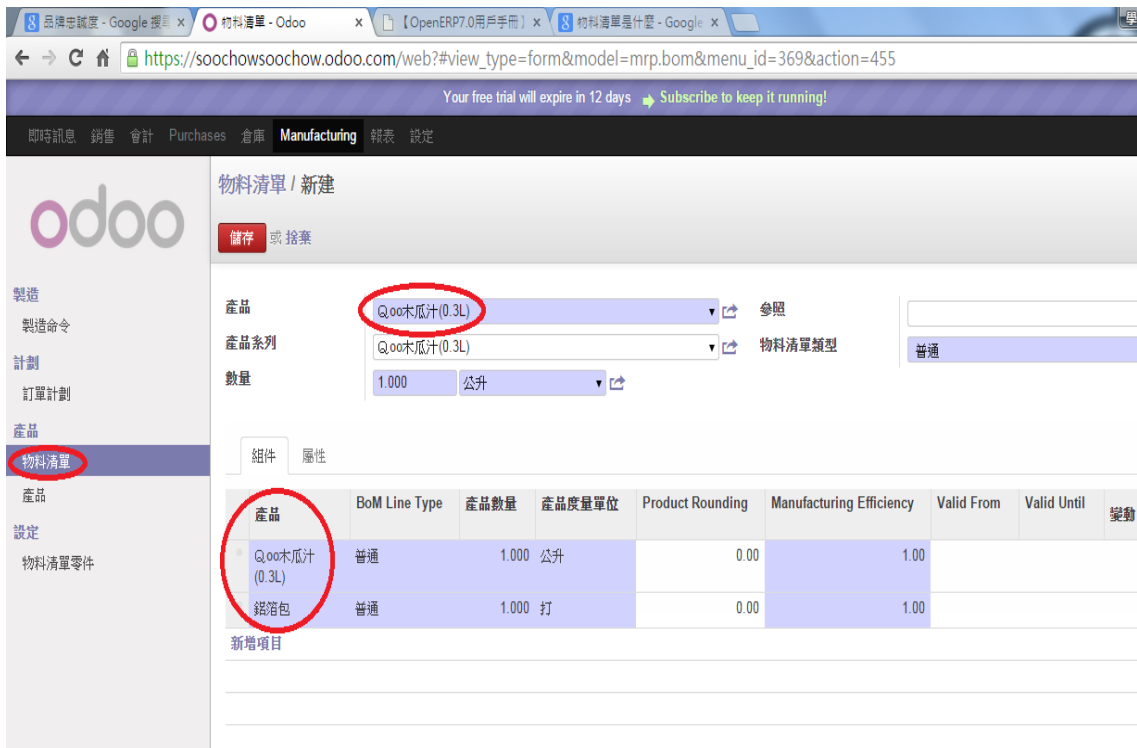 品牌忠誠度 - Google 搜尋 × 物料清單 - Odoo × 【OpenERP7.0用戶手冊】 × 物料清單是什麼 - Google ×
https://soochowsoochow.odoo.com/web?#view_type=form&model=mrp.bom&menu_id=369&action=455
Your free trial will expire in 12 days Subscribe to keep it running!
即時訊息 銷售 會計 Purchases 倉庫 Manufacturing 報表 設定
odoo
物料清單 / 新建
儲存 或 捨棄
製造
製造命令
計劃
訂單計劃
產品
物料清單
產品
設定
物料清單零件
產品 Qoo木瓜汁(0.3L) 參照
產品系列 Qoo木瓜汁(0.3L) 物料清單類型 普通
數量 1.000 公升
組件 屬性
產品 BoM Line Type 產品數量 產品度量單位 Product Rounding Manufacturing Efficiency Valid From Valid Until 變動
Qoo木瓜汁
(0.3L) 普通 1.000 公升 0.00 1.00
鋁箔包 普通 1.000 打 0.00 1.00
新增項目